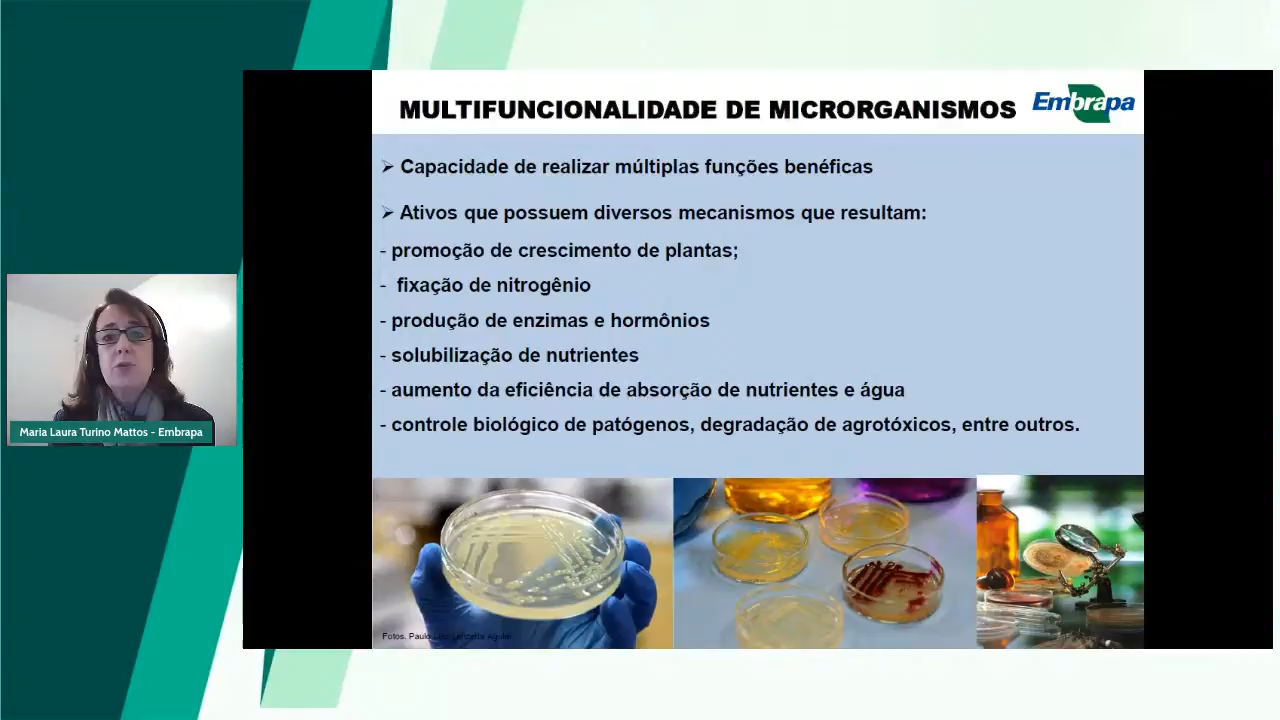 MULTIFUNCIONALIDADE DE MICRORGANISMOS
Embrapa
➢ Capacidade de realizar múltiplas funções benéficas
➢ Ativos que possuem diversos mecanismos que resultam:
- promoção de crescimento de plantas;
- fixação de nitrogênio
- produção de enzimas e hormônios
- solubilização de nutrientes
- aumento da eficiência de absorção de nutrientes e água
- controle biológico de patógenos, degradação de agrotóxicos, entre outros.
Maria Laura Turino Mattos - Embrapa
Fotos. Paulo